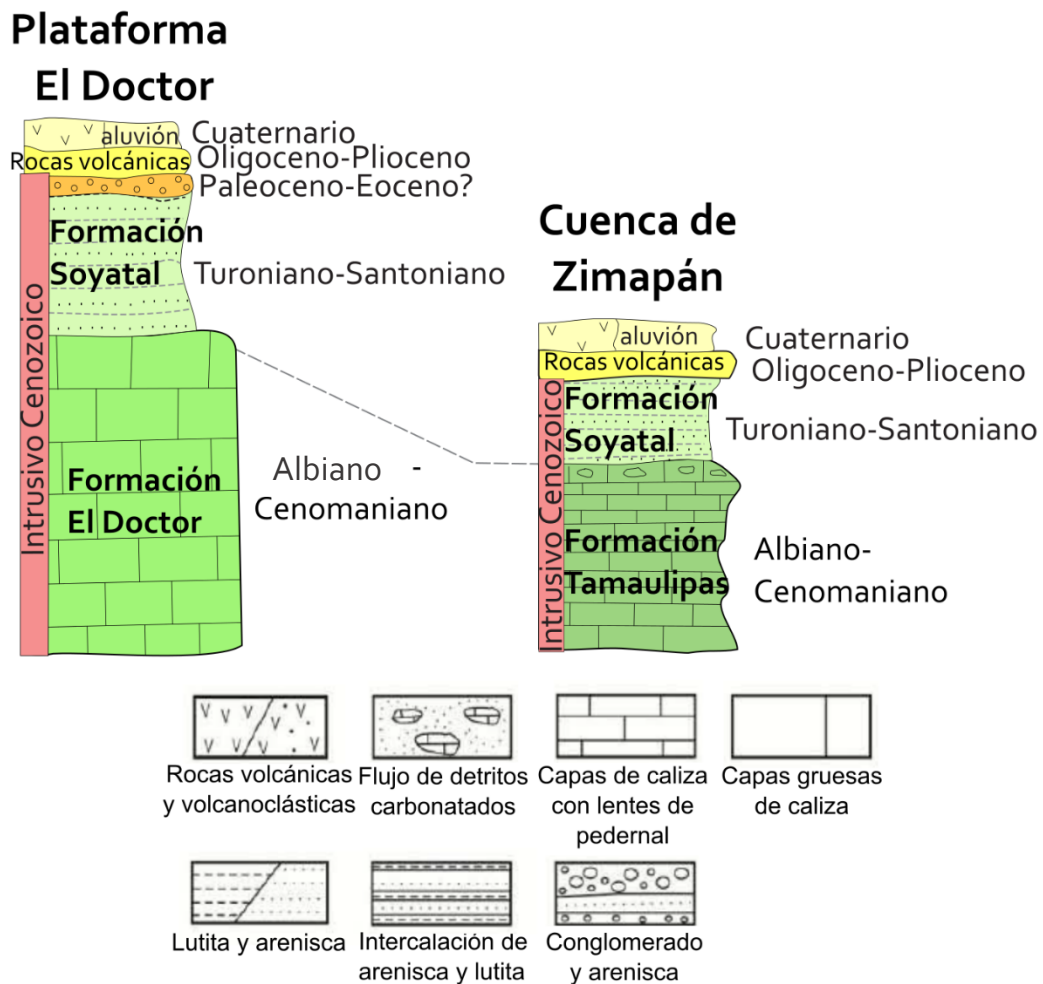 Plataforma
El Doctor
aluvión
Cuaternario
Rocas volcánicas
Oligoceno-Plioceno
Paleoceno-Eoceno?
Formación
Soyatal
Turoniano-Santoniano
Intrusivo Cenozoico
Formación
El Doctor
Albiano -
Cenomaniano
Cuenca de
Zimapán
aluvión
Cuaternario
Rocas volcánicas
Oligoceno-Plioceno
Formación
Soyatal
Turoniano-Santoniano
Intrusivo Cenozoico
Formación
Tamaulipas
Albiano-
Cenomaniano
Rocas volcánicas
y volcanoclásticas
Flujo de detritos
carbonatados
Capas de caliza
con lentes de
pedernal
Capas gruesas
de caliza
Lutita y arenisca
Intercalación de
arenisca y lutita
Conglomerado
y arenisca